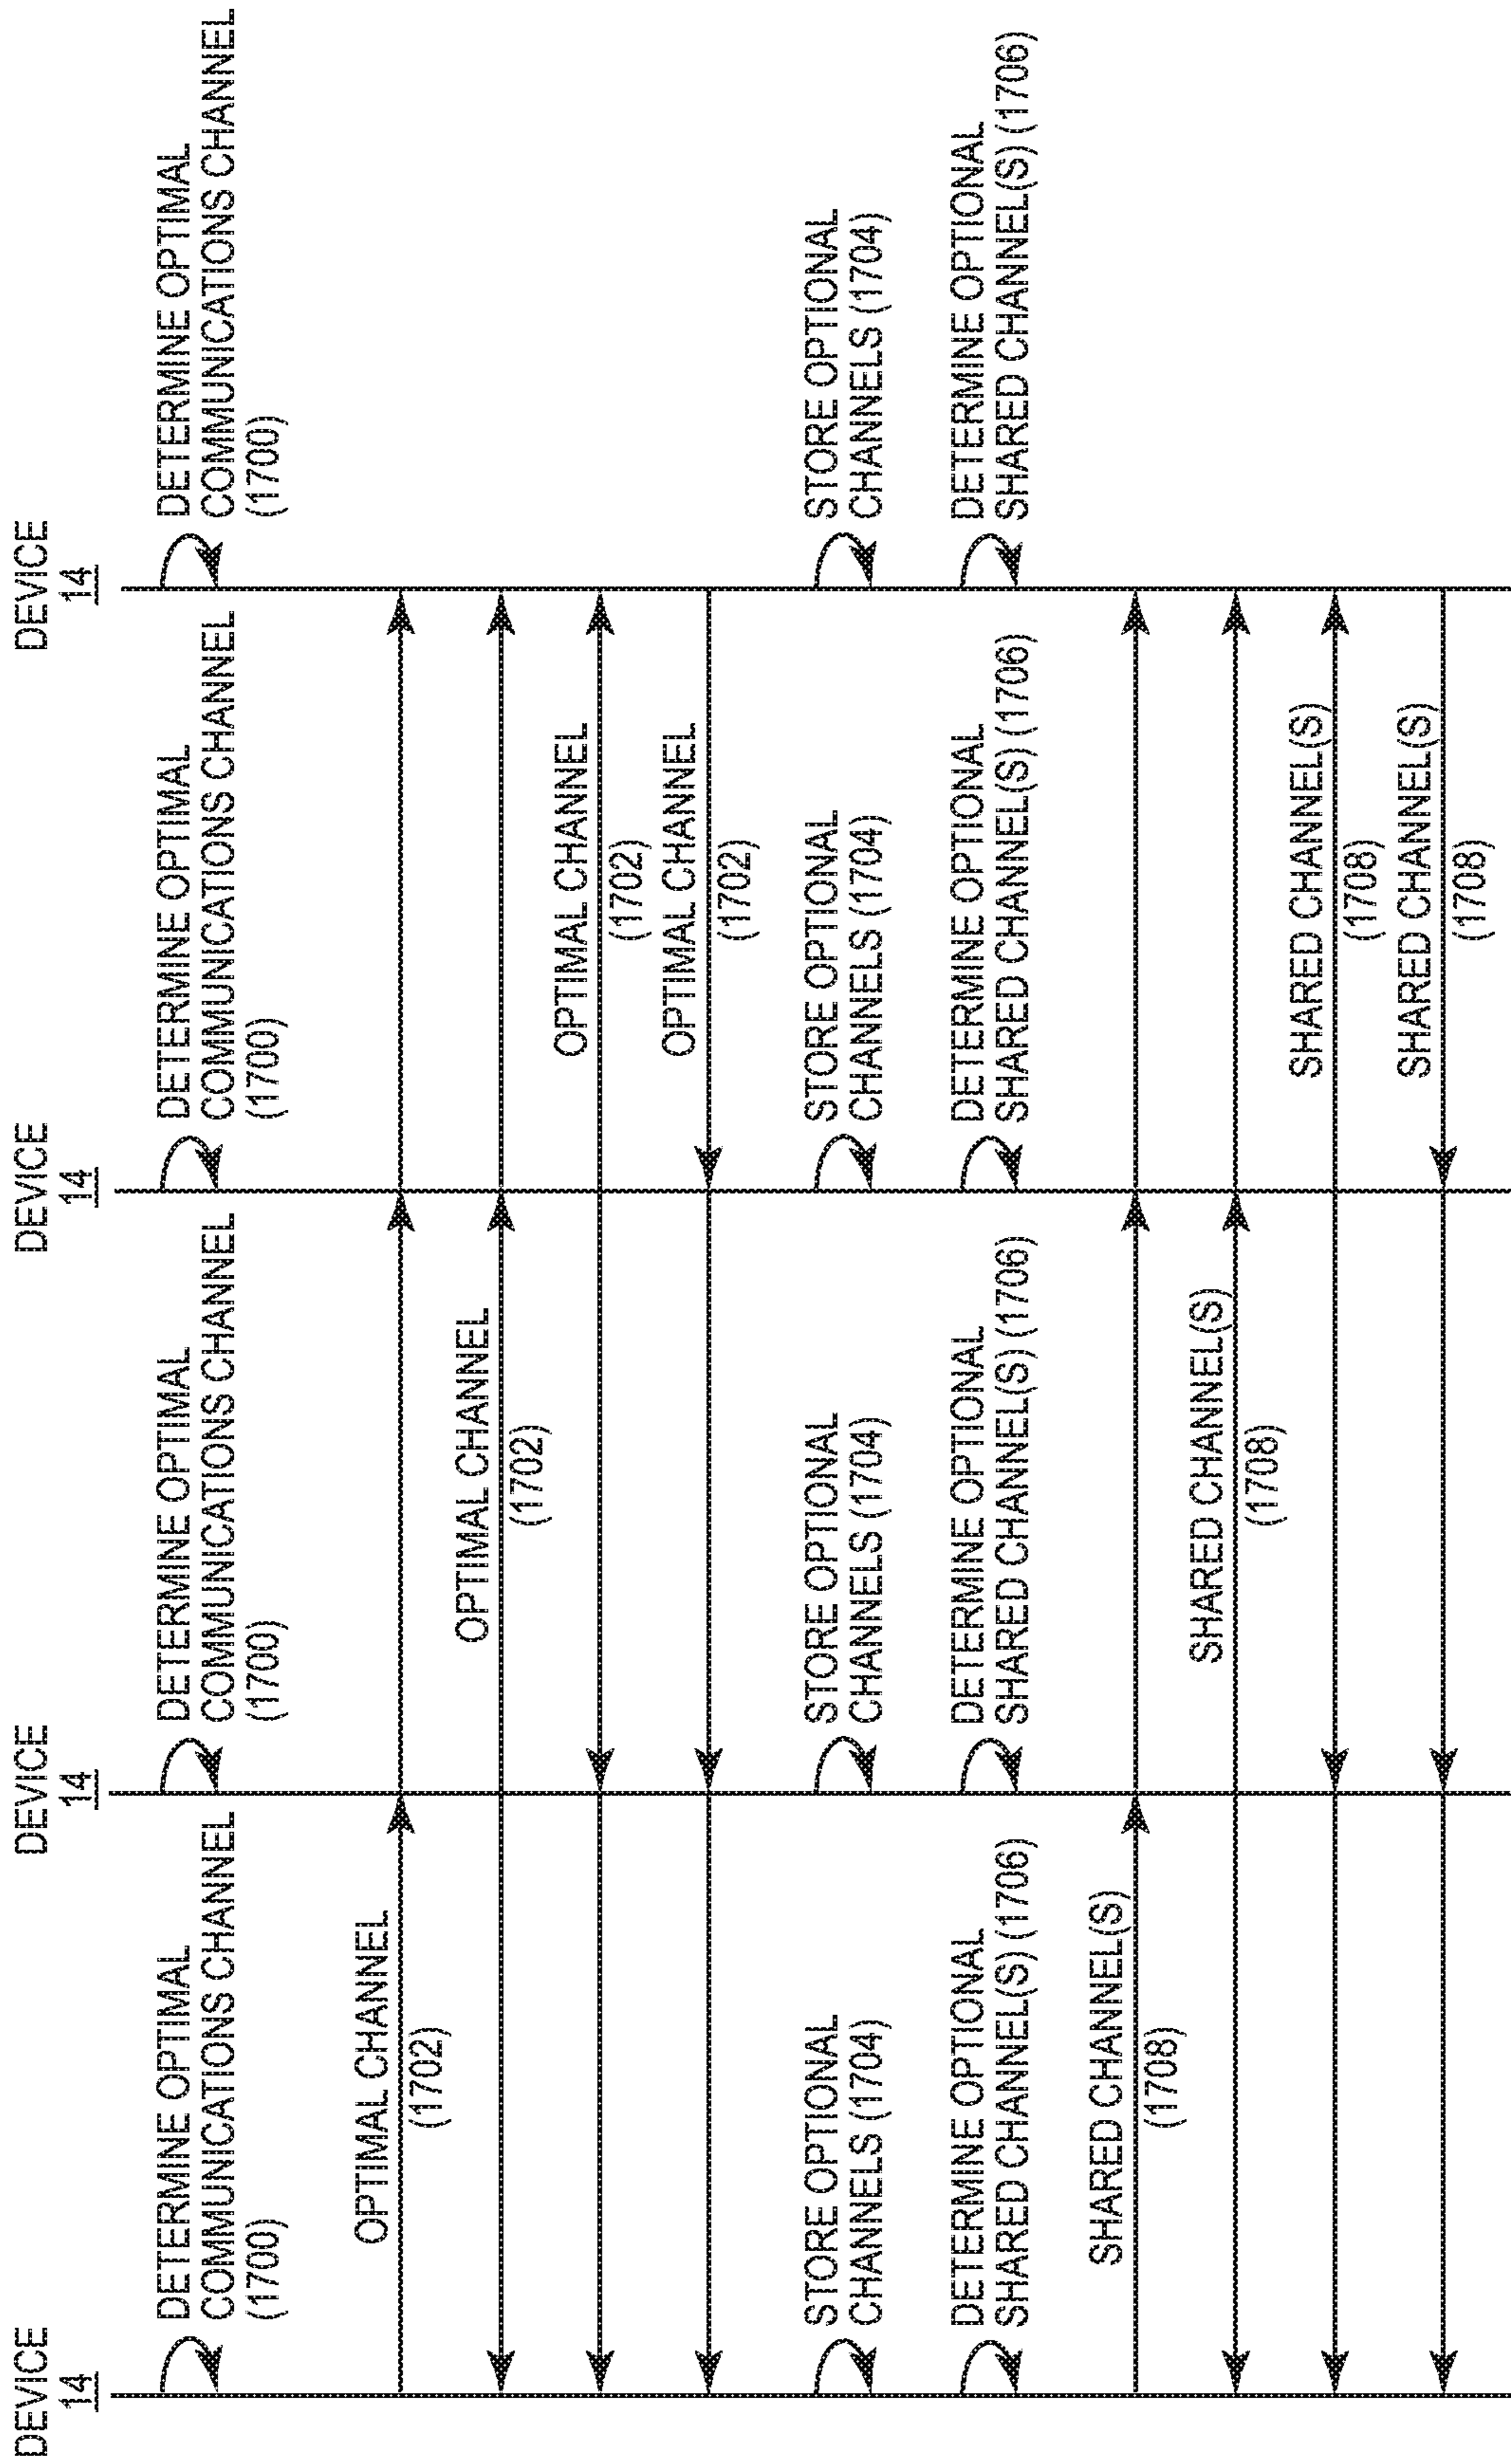 DEVICE
14
DEVICE
14
DEVICE
14
DEVICE
14
DETERMINE OPTIMAL
COMMUNICATIONS CHANNEL
(1700)
DETERMINE OPTIMAL
COMMUNICATIONS CHANNEL
(1700)
DETERMINE OPTIMAL
COMMUNICATIONS CHANNEL
(1700)
DETERMINE OPTIMAL
COMMUNICATIONS CHANNEL
(1700)
OPTIMAL CHANNEL
(1702)
OPTIMAL CHANNEL
(1702)
OPTIMAL CHANNEL
(1702)
OPTIMAL CHANNEL
(1702)
STORE OPTIONAL
CHANNELS (1704)
STORE OPTIONAL
CHANNELS (1704)
STORE OPTIONAL
CHANNELS (1704)
STORE OPTIONAL
CHANNELS (1704)
DETERMINE OPTIONAL
SHARED CHANNEL(S) (1706)
DETERMINE OPTIONAL
SHARED CHANNEL(S) (1706)
DETERMINE OPTIONAL
SHARED CHANNEL(S) (1706)
DETERMINE OPTIONAL
SHARED CHANNEL(S) (1706)
SHARED CHANNEL(S)
(1708)
SHARED CHANNEL(S)
(1708)
SHARED CHANNEL(S)
(1708)
SHARED CHANNEL(S)
(1708)